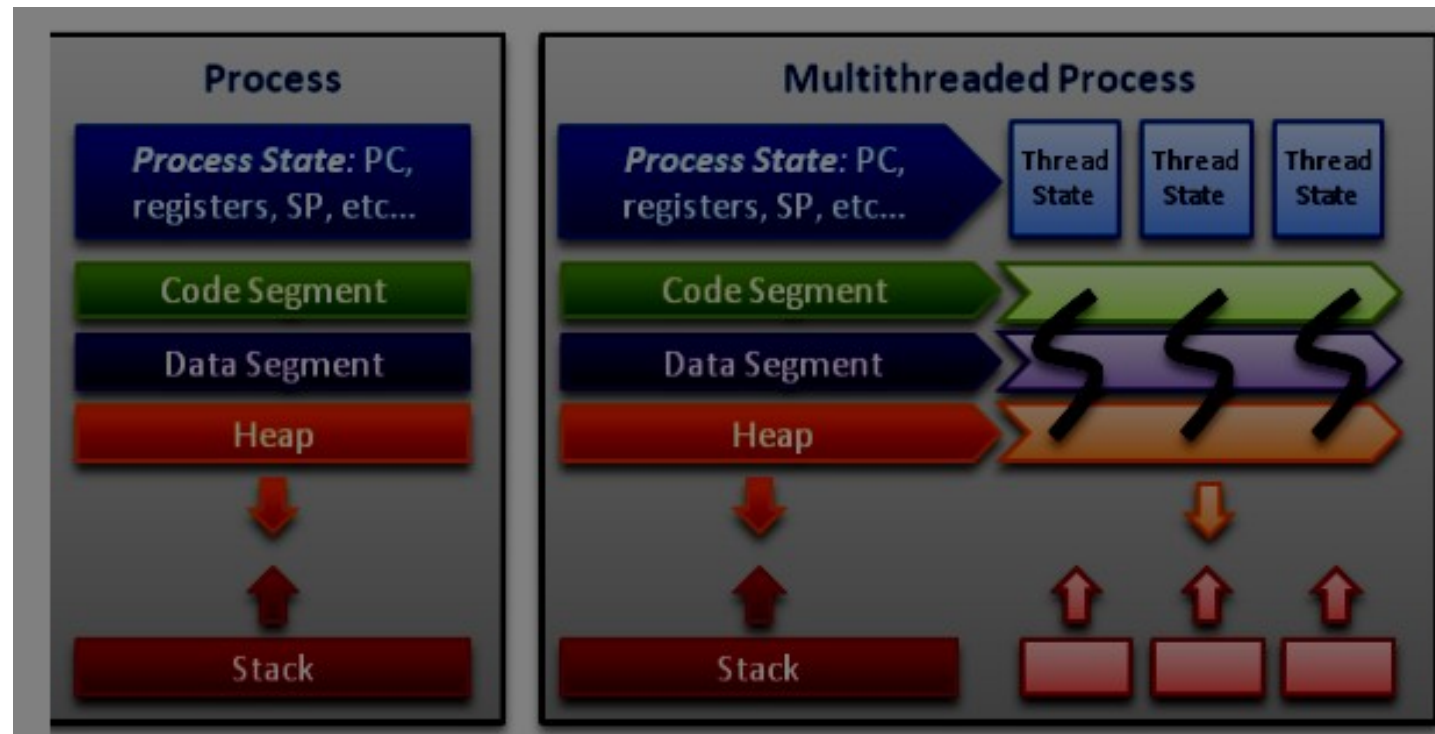 Process
Process State: PC,
registers, SP, etc...
Code Segment
Data Segment
Heap
Stack
Multithreaded Process
Process State: PC,
registers, SP, etc...
Thread
State
Thread
State
Thread
State
Code Segment
Data Segment
Heap
Stack